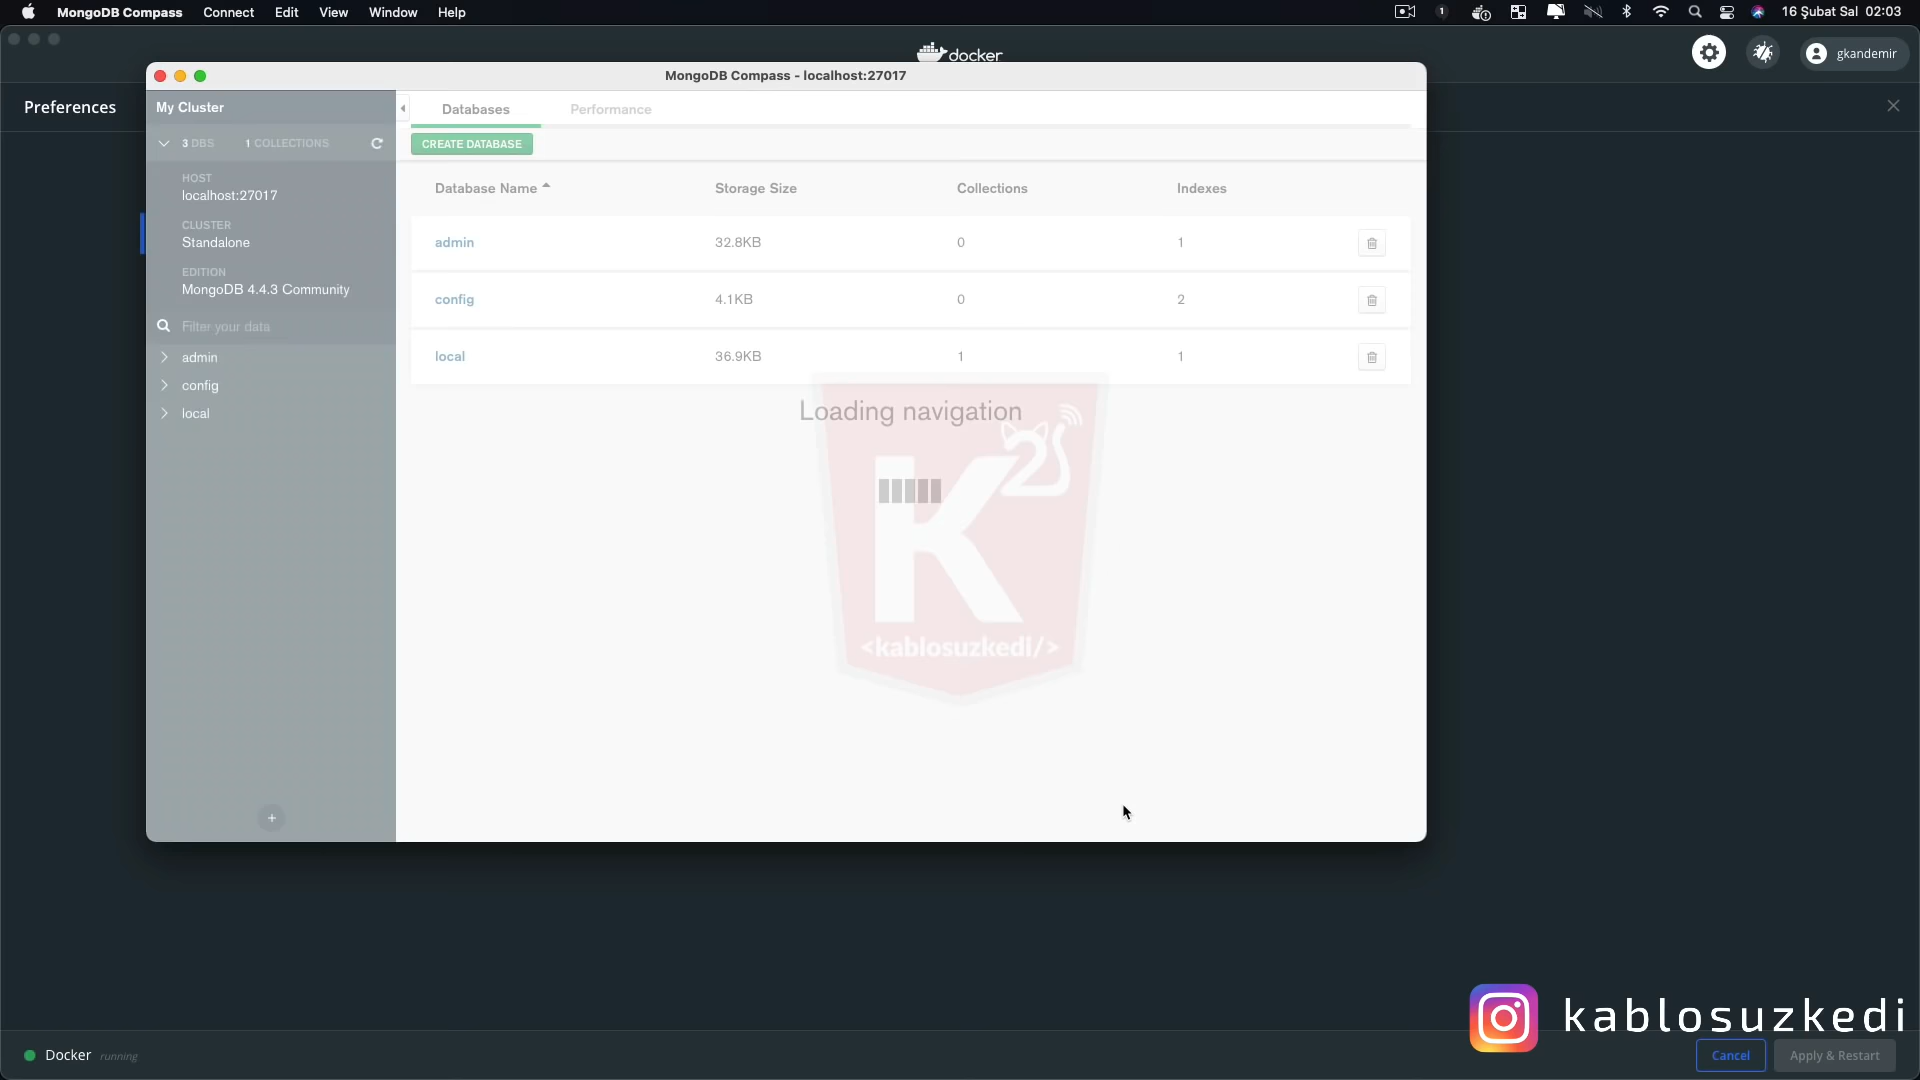 MongoDB Compass Connect Edit View Window Help
1
16 Şubat Sal 02:03
docker
gkandemir
Preferences
MongoDB Compass - localhost:27017
My Cluster
3 DBS 1 COLLECTIONS
HOST
localhost:27017
CLUSTER
Standalone
EDITION
MongoDB 4.4.3 Community
Filter your data
admin
config
local
Databases Performance
CREATE DATABASE
Database Name Storage Size Collections Indexes
admin 32.8KB 0 1
config 4.1KB 0 2
local 36.9KB 1 1
Loading navigation
K
<kablosuzkedi/>
kablosuzkedi
Docker running
Cancel Apply & Restart